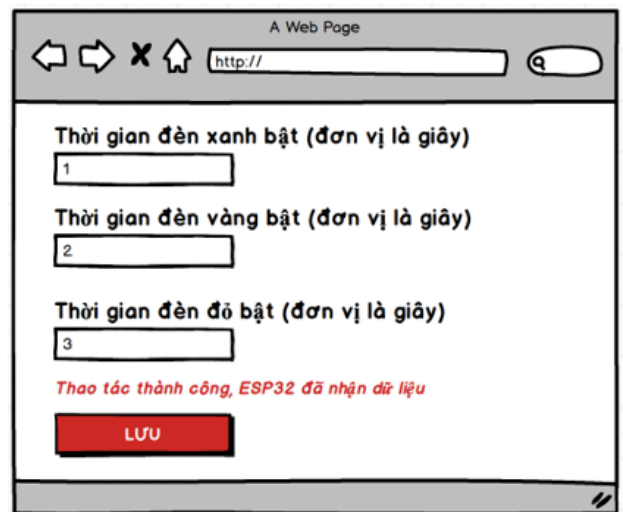 A Web Page
http://
Thời gian đèn xanh bật (đơn vị là giây)
1
Thời gian đèn vàng bật (đơn vị là giây)
2
Thời gian đèn đỏ bật (đơn vị là giây)
3
Thao tác thành công, ESP32 đã nhận dữ liệu
LƯU